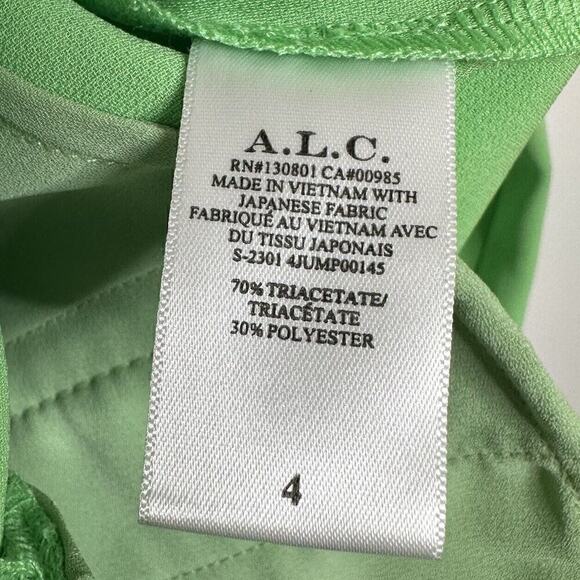 A.L.C.
RN#130801 CA#00985
MADE IN VIETNAM WITH
JAPANESE FABRIC
FABRIQUÉ AU VIETNAM AVEC
DU TISSU JAPONAIS
S-2301 4JUMP00145
70% TRIACETATE/
TRIACÉTATE
30% POLYESTER
4